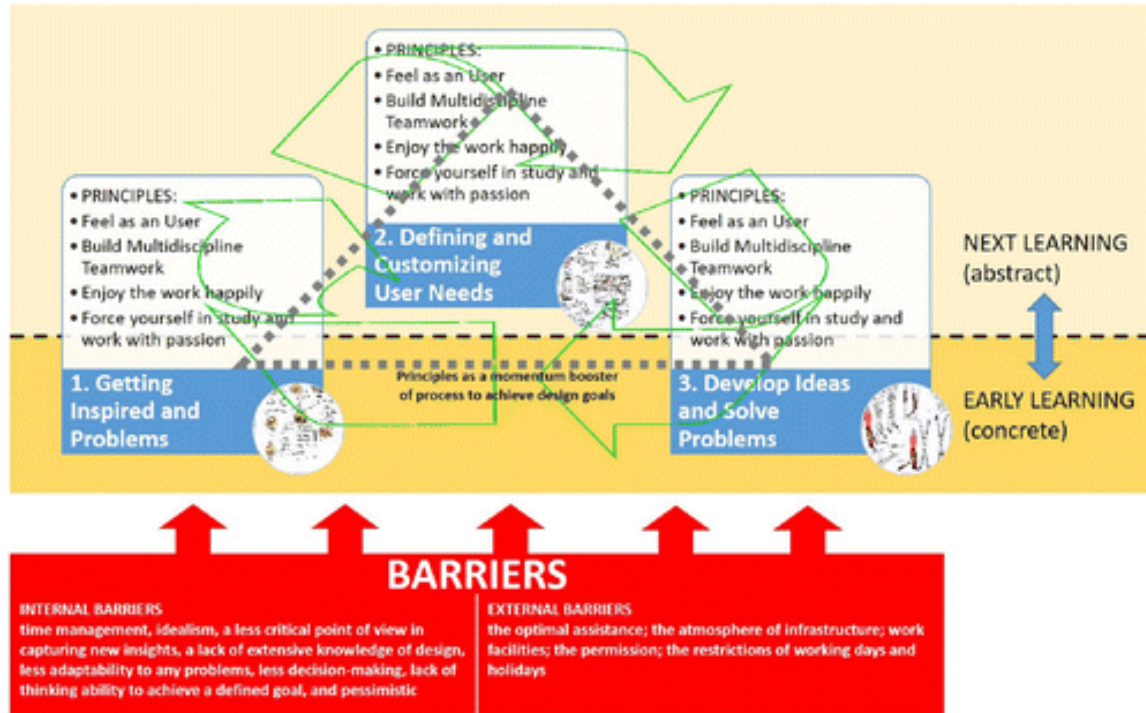 • PRINCIPLES:
• Feel as an User
• Build Multidiscipline
Teamwork
• Enjoy the work happily
• Force yourself in study and
work with passion
2. Defining and
Customizing
User Needs
• PRINCIPLES:
• Feel as an User
• Build Multidiscipline
Teamwork
• Enjoy the work happily
• Force yourself in study and
work with passion
1. Getting
Inspired and
Problems
• PRINCIPLES:
• Feel as an User
• Build Multidiscipline
Teamwork
• Enjoy the work happily
• Force yourself in study and
work with passion
3. Develop Ideas
and Solve
Problems
Principles as a momentum booster
of process to achieve design goals
NEXT LEARNING
(abstract)
EARLY LEARNING
(concrete)
BARRIERS
INTERNAL BARRIERS
time management, idealism, a less critical point of view in
capturing new insights, a lack of extensive knowledge of design,
less adaptability to any problems, less decision-making, lack of
thinking ability to achieve a defined goal, and pessimistic
EXTERNAL BARRIERS
the optimal assistance; the atmosphere of infrastructure; work
facilities; the permission; the restrictions of working days and
holidays